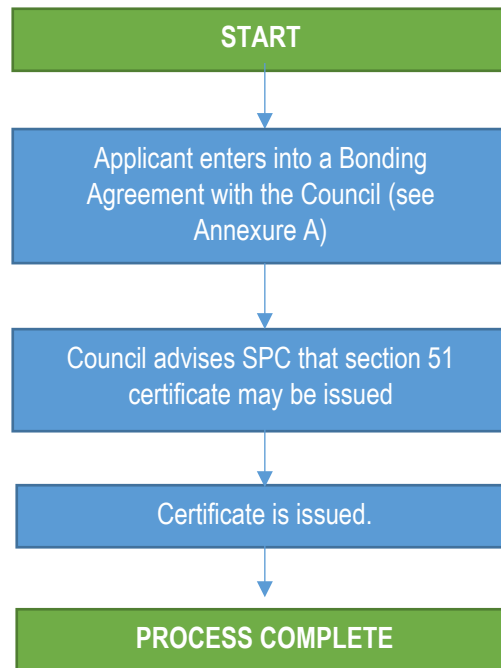 START
Applicant enters into a Bonding
Agreement with the Council (see
Annexure A)
Council advises SPC that section 51
certificate may be issued
Certificate is issued.
PROCESS COMPLETE